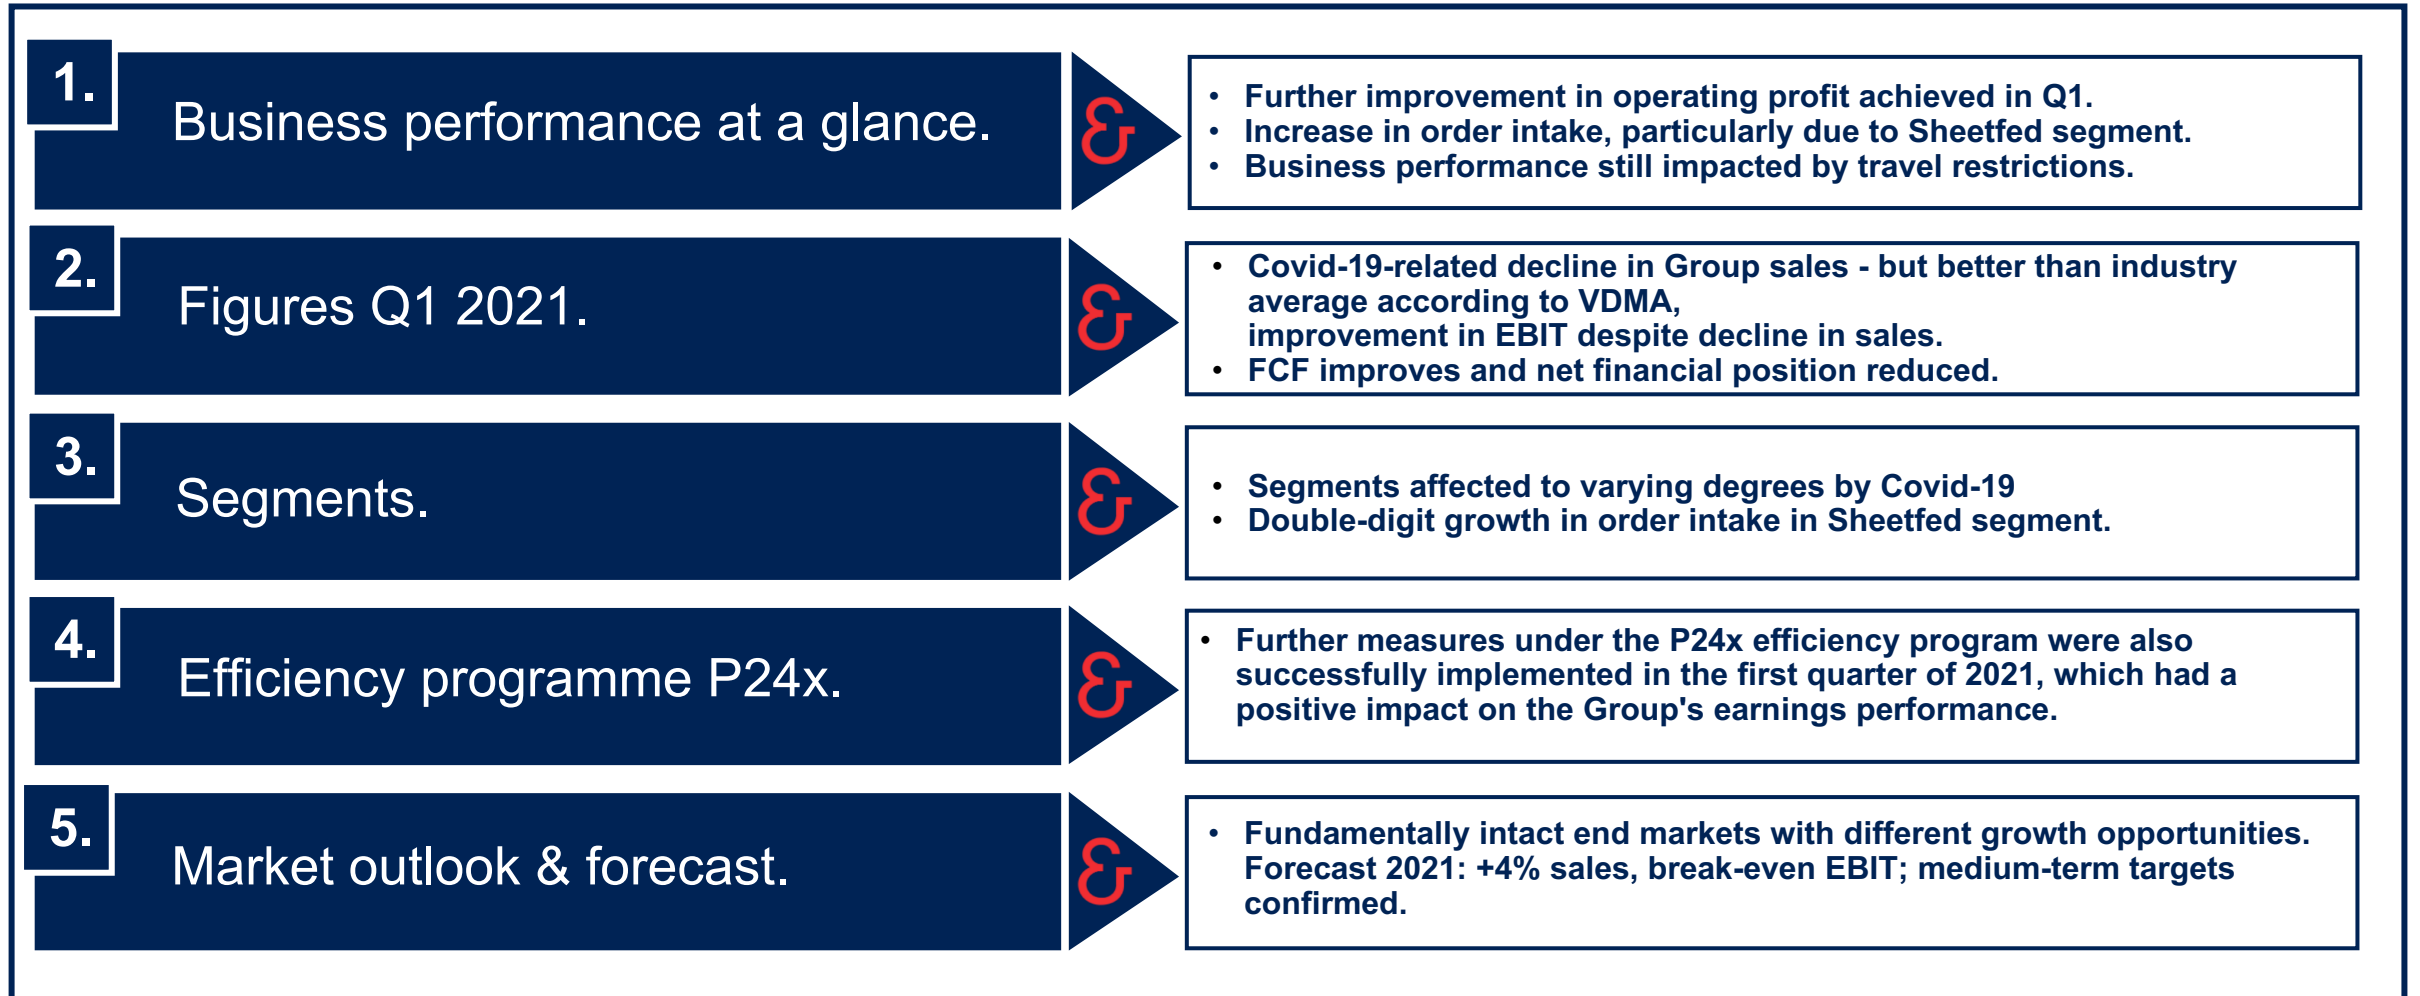 1.
Business performance at a glance.
&
• Further improvement in operating profit achieved in Q1.
• Increase in order intake, particularly due to Sheetfed segment.
• Business performance still impacted by travel restrictions.
2.
Figures Q1 2021.
&
• Covid-19-related decline in Group sales - but better than industry
average according to VDMA,
improvement in EBIT despite decline in sales.
• FCF improves and net financial position reduced.
3.
Segments.
&
• Segments affected to varying degrees by Covid-19
• Double-digit growth in order intake in Sheetfed segment.
4.
Efficiency programme P24x.
&
• Further measures under the P24x efficiency program were also
successfully implemented in the first quarter of 2021, which had a
positive impact on the Group's earnings performance.
5.
Market outlook & forecast.
&
• Fundamentally intact end markets with different growth opportunities.
Forecast 2021: +4% sales, break-even EBIT; medium-term targets
confirmed.